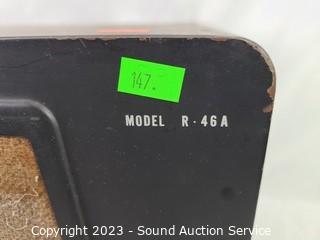 147.
MODEL R-46A
Copyright 2023 - Sound Auction Service